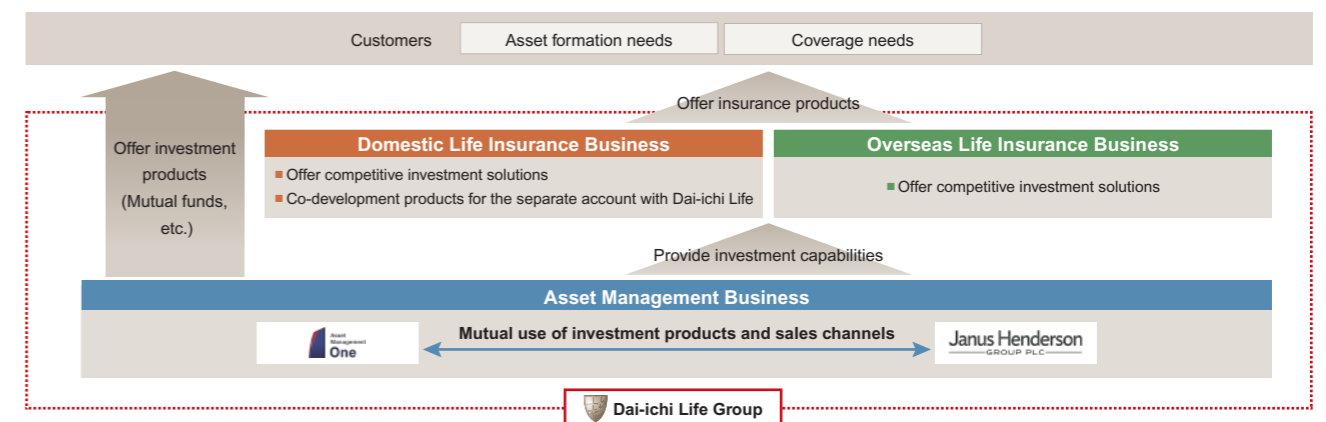 Customers
Asset formation needs
Coverage needs
Offer insurance products
Offer investment
products
(Mutual funds,
etc.)
Domestic Life Insurance Business
■ Offer competitive investment solutions
■ Co-development products for the separate account with Dai-ichi Life
Overseas Life Insurance Business
■ Offer competitive investment solutions
Provide investment capabilities
Asset Management Business
Asset
Management
One
Mutual use of investment products and sales channels
Janus Henderson
GROUP PLC
Dai-ichi Life Group